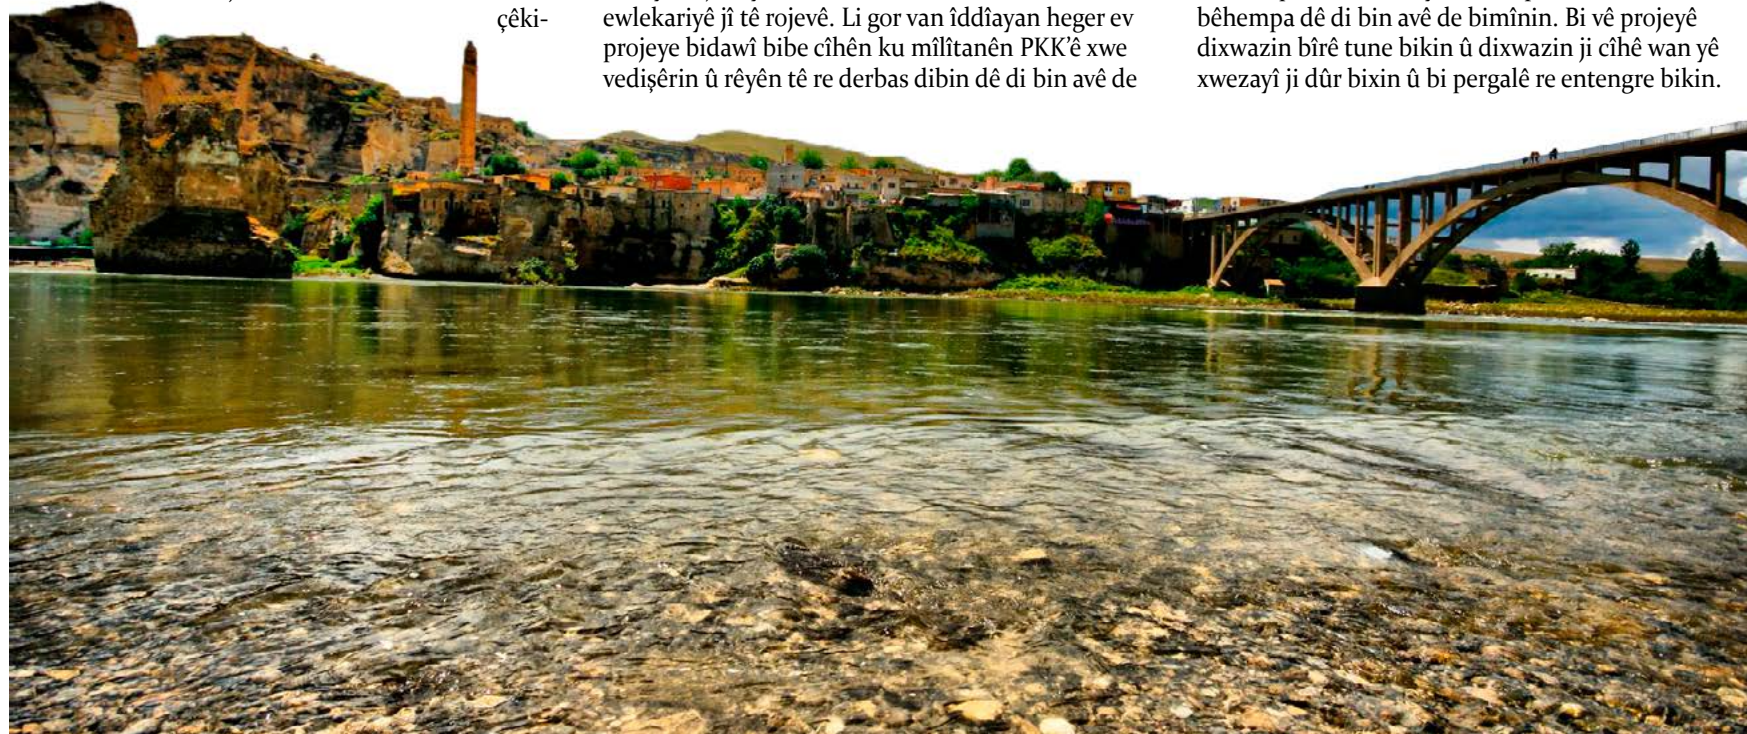 çêki-
ewlekariyê jî tê rojevê. Li gor van îddîayan heger ev
projeye bidawî bibe cîhên ku mîlîtanên PKK’ê xwe
vedişêrin û rêyên tê re derbas dibin dê di bin avê de
bêhempa dê di bin avê de bimînin. Bi vê projeyê
dixwazin bîrê tune bikin û dixwazin ji cîhê wan yê
xwezayî ji dûr bixin û bi pergalê re entengre bikin.